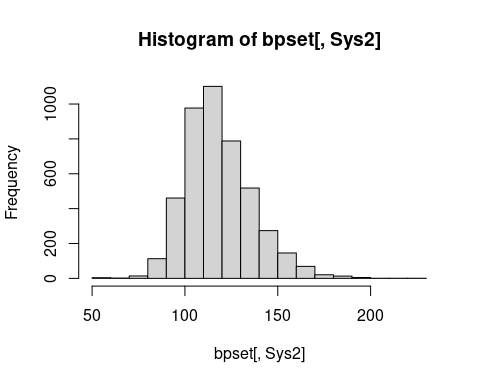 Histogram of bpset[, Sys2]
Frequency
1000
600
200
0
50 100 150 200
bpset[, Sys2]